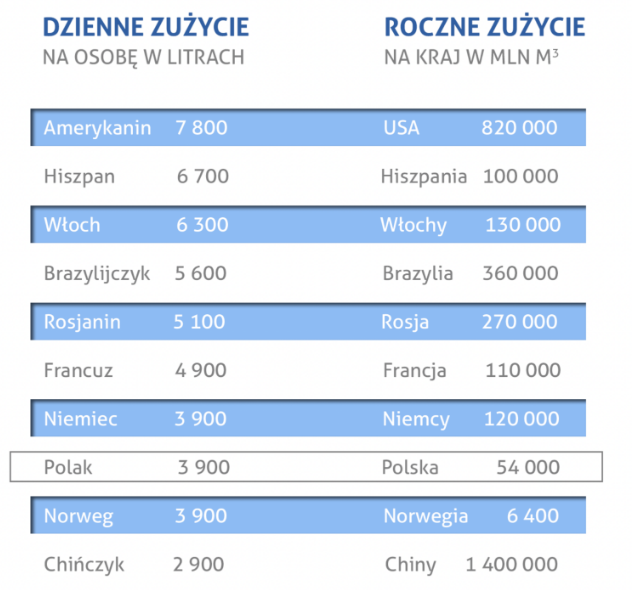 DZIENNE ZUŻYCIE ROCZNE ZUŻYCIE
NA OSOBĘ W LITRACH NA KRAJ W MLN M³
Amerykanin 7 800 USA 820 000
Hiszpan 6 700 Hiszpania 100 000
Włoch 6 300 Włochy 130 000
Brazylijczyk 5 600 Brazylia 360 000
Rosjanin 5 100 Rosja 270 000
Francuz 4 900 Francja 110 000
Niemiec 3 900 Niemcy 120 000
Polak 3 900 Polska 54 000
Norweg 3 900 Norwegia 6 400
Chińczyk 2 900 Chiny 1 400 000